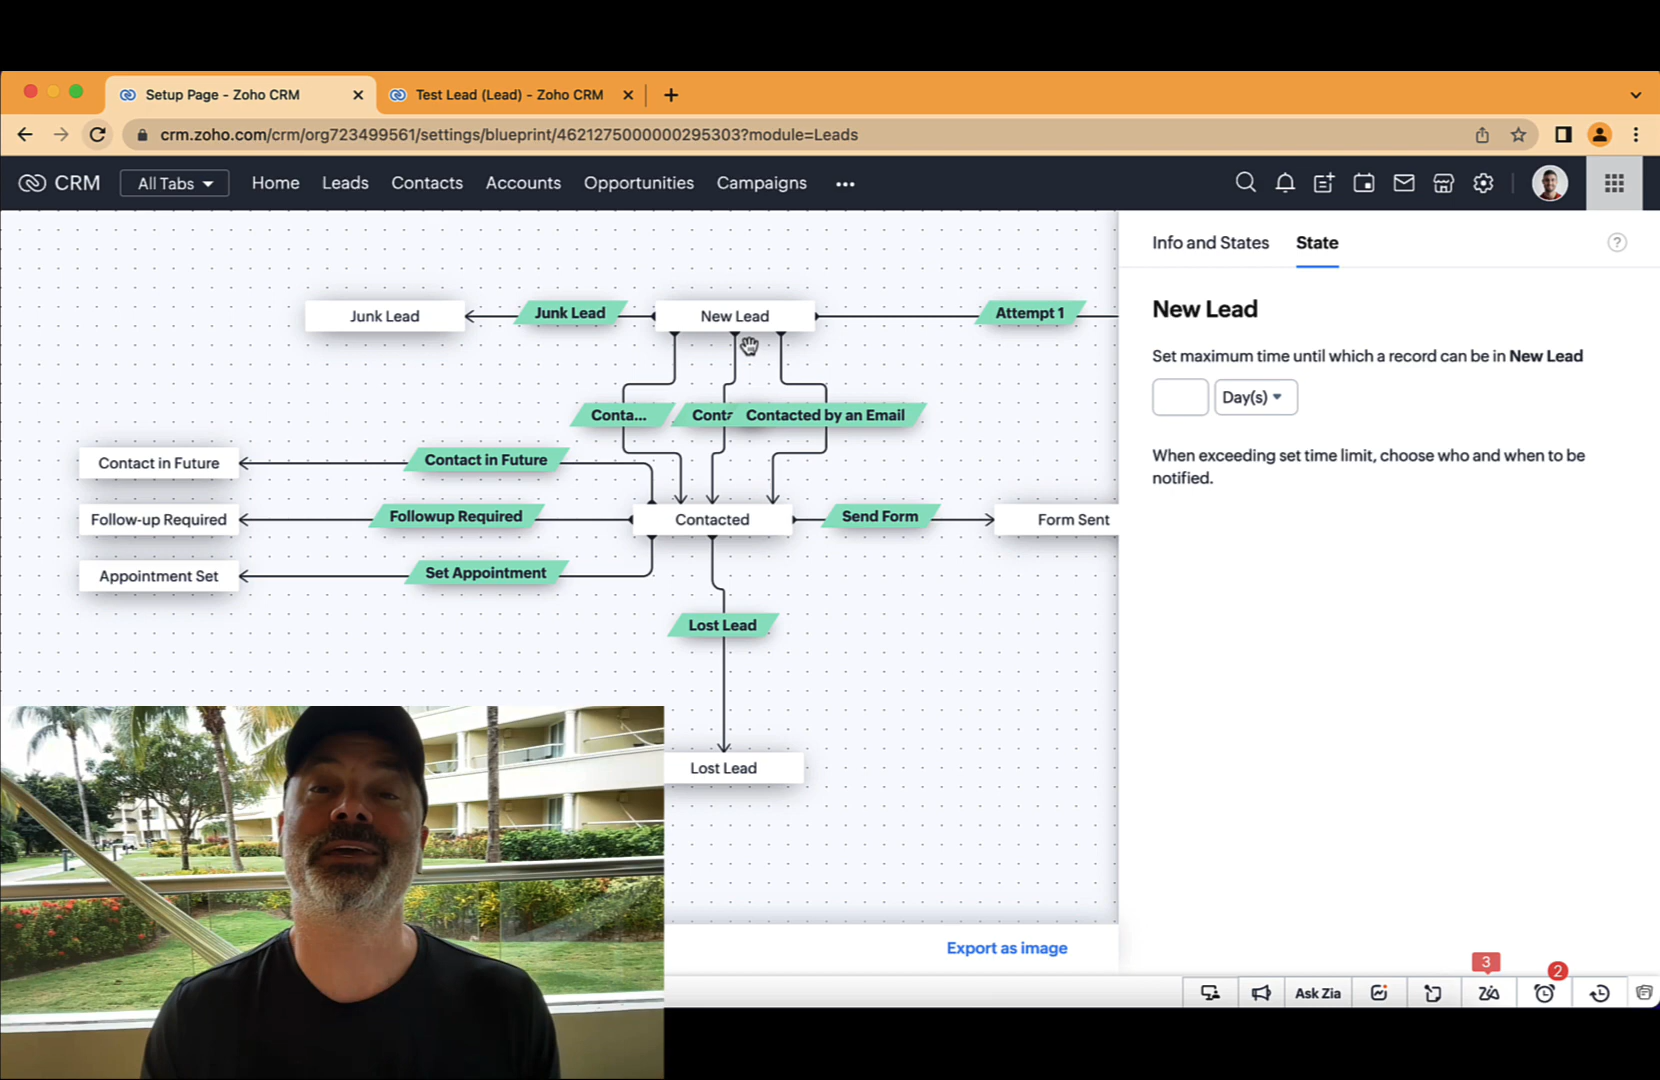 Setup Page - Zoho CRM
Test Lead (Lead) - Zoho CRM
crm.zoho.com/crm/org723499561/settings/blueprint/4621275000000295303?module=Leads
CRM
All Tabs
Home
Leads
Contacts
Accounts
Opportunities
Campaigns
Info and States
State
?
Junk Lead
Junk Lead
New Lead
Attempt 1
New Lead
Set maximum time until which a record can be in New Lead
Day(s)
Conta...
Conta
Contacted by an Email
When exceeding set time limit, choose who and when to be
notified.
Contact in Future
Contact in Future
Follow-up Required
Followup Required
Contacted
Send Form
Form Sent
Appointment Set
Set Appointment
Lost Lead
Lost Lead
Export as image
3
2
Ask Zia